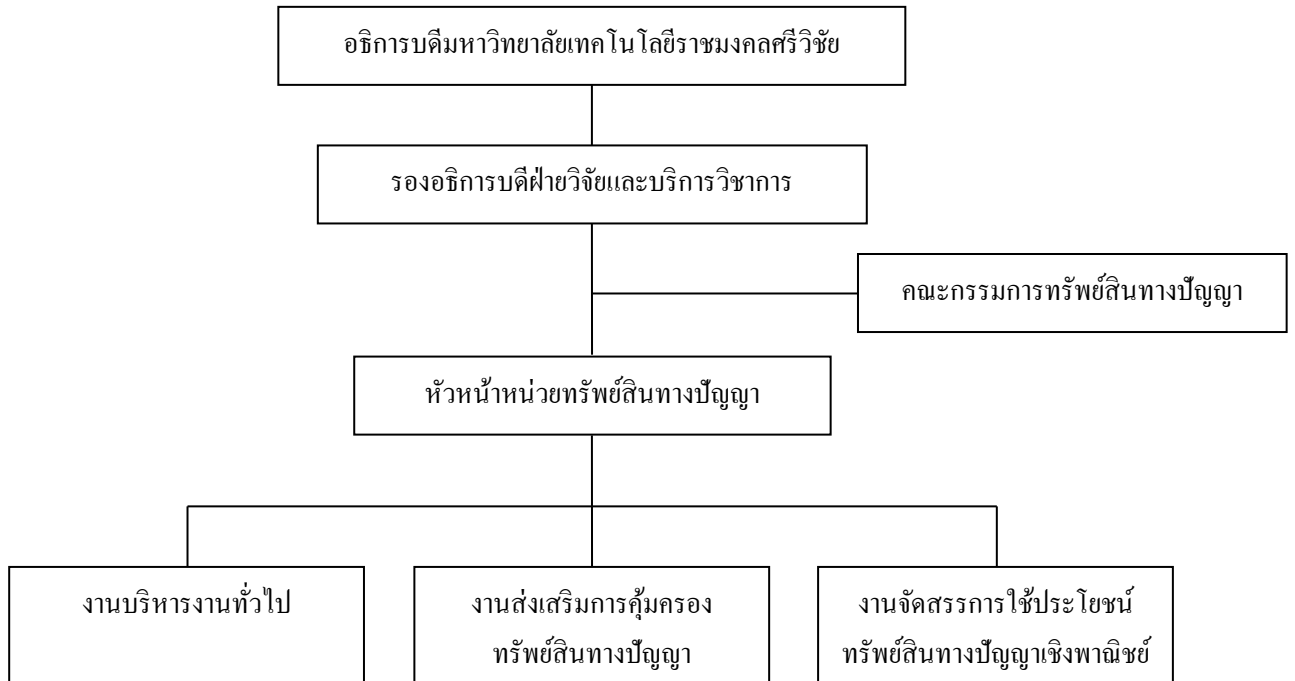 อธิการบดีมหาวิทยาลัยเทคโนโลยีราชมงคลศรีวิชัย
รองอธิการบดีฝ่ายวิจัยและบริการวิชาการ
คณะกรรมการทรัพย์สินทางปัญญา
หัวหน้าหน่วยทรัพย์สินทางปัญญา
งานบริหารงานทั่วไป
งานส่งเสริมการคุ้มครอง
ทรัพย์สินทางปัญญา
งานจัดสรรการใช้ประโยชน์
ทรัพย์สินทางปัญญาเชิงพาณิชย์